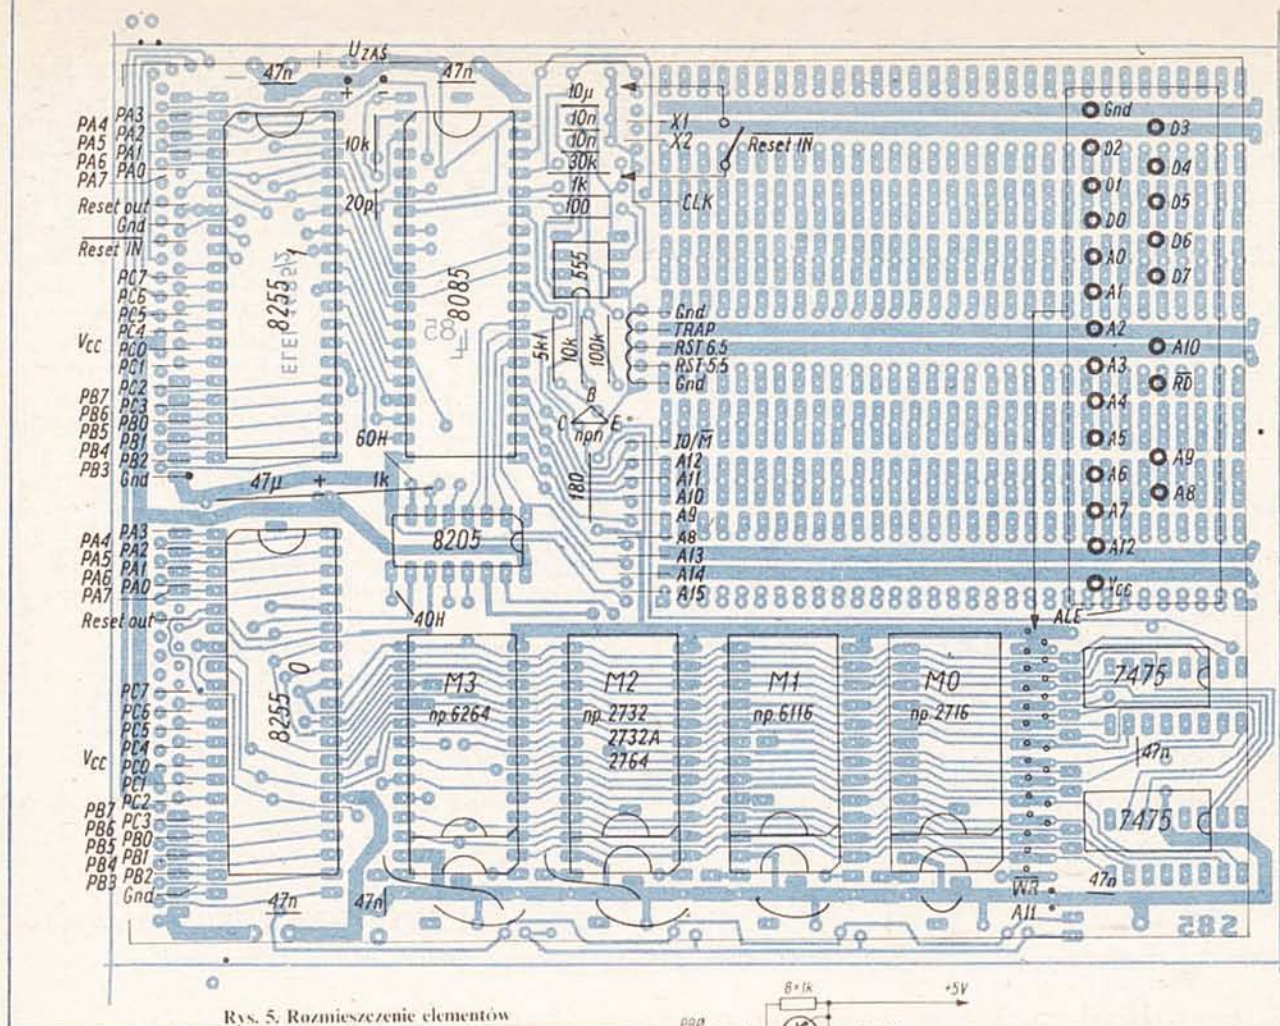 UZAŚ
47n
47n
+ -
10µ
10n
10n
30k
1k
100
X1
X2
Reset IN
CLK
Gnd
D3
D2
D4
D1
D5
D0
D6
A0
D7
A1
A2
A10
A3
RD
A4
A5
A9
A6
A8
A7
A12
Vcc
ALE
PA3
PA4
PA2
PA5
PA1
PA6
PA0
PA7
Reset out
Gnd
Reset IN
PC7
PC6
PC5
PC4
Vcc
PC0
PC1
PC2
PB7
PC3
PB6
PB0
PB5
PB1
PB4
PB2
PB3
Gnd
10k
20p
8255
1
8085
555
5k1
10k
100k
Gnd
TRAP
RST 6.5
RST 5.5
Gnd
B
C
E
npn
60H
180
IO/M
A12
A11
A10
A9
A8
A13
A14
A15
47µ
+
1k
8205
40H
PA3
PA4
PA2
PA5
PA1
PA6
PA0
PA7
Reset out
PC7
PC6
PC5
PC4
Vcc
PC0
PC1
PC2
PB7
PC3
PB6
PB0
PB5
PB1
PB4
PB2
PB3
Gnd
8255
0
M3
np.6264
M2
np.2732
2732A
2764
M1
np.6116
M0
np.2716
7475
47n
7475
47n
47n
47n
WR
A11
285
Rys. 5. Rozmieszczenie elementów
8×1k
+5V